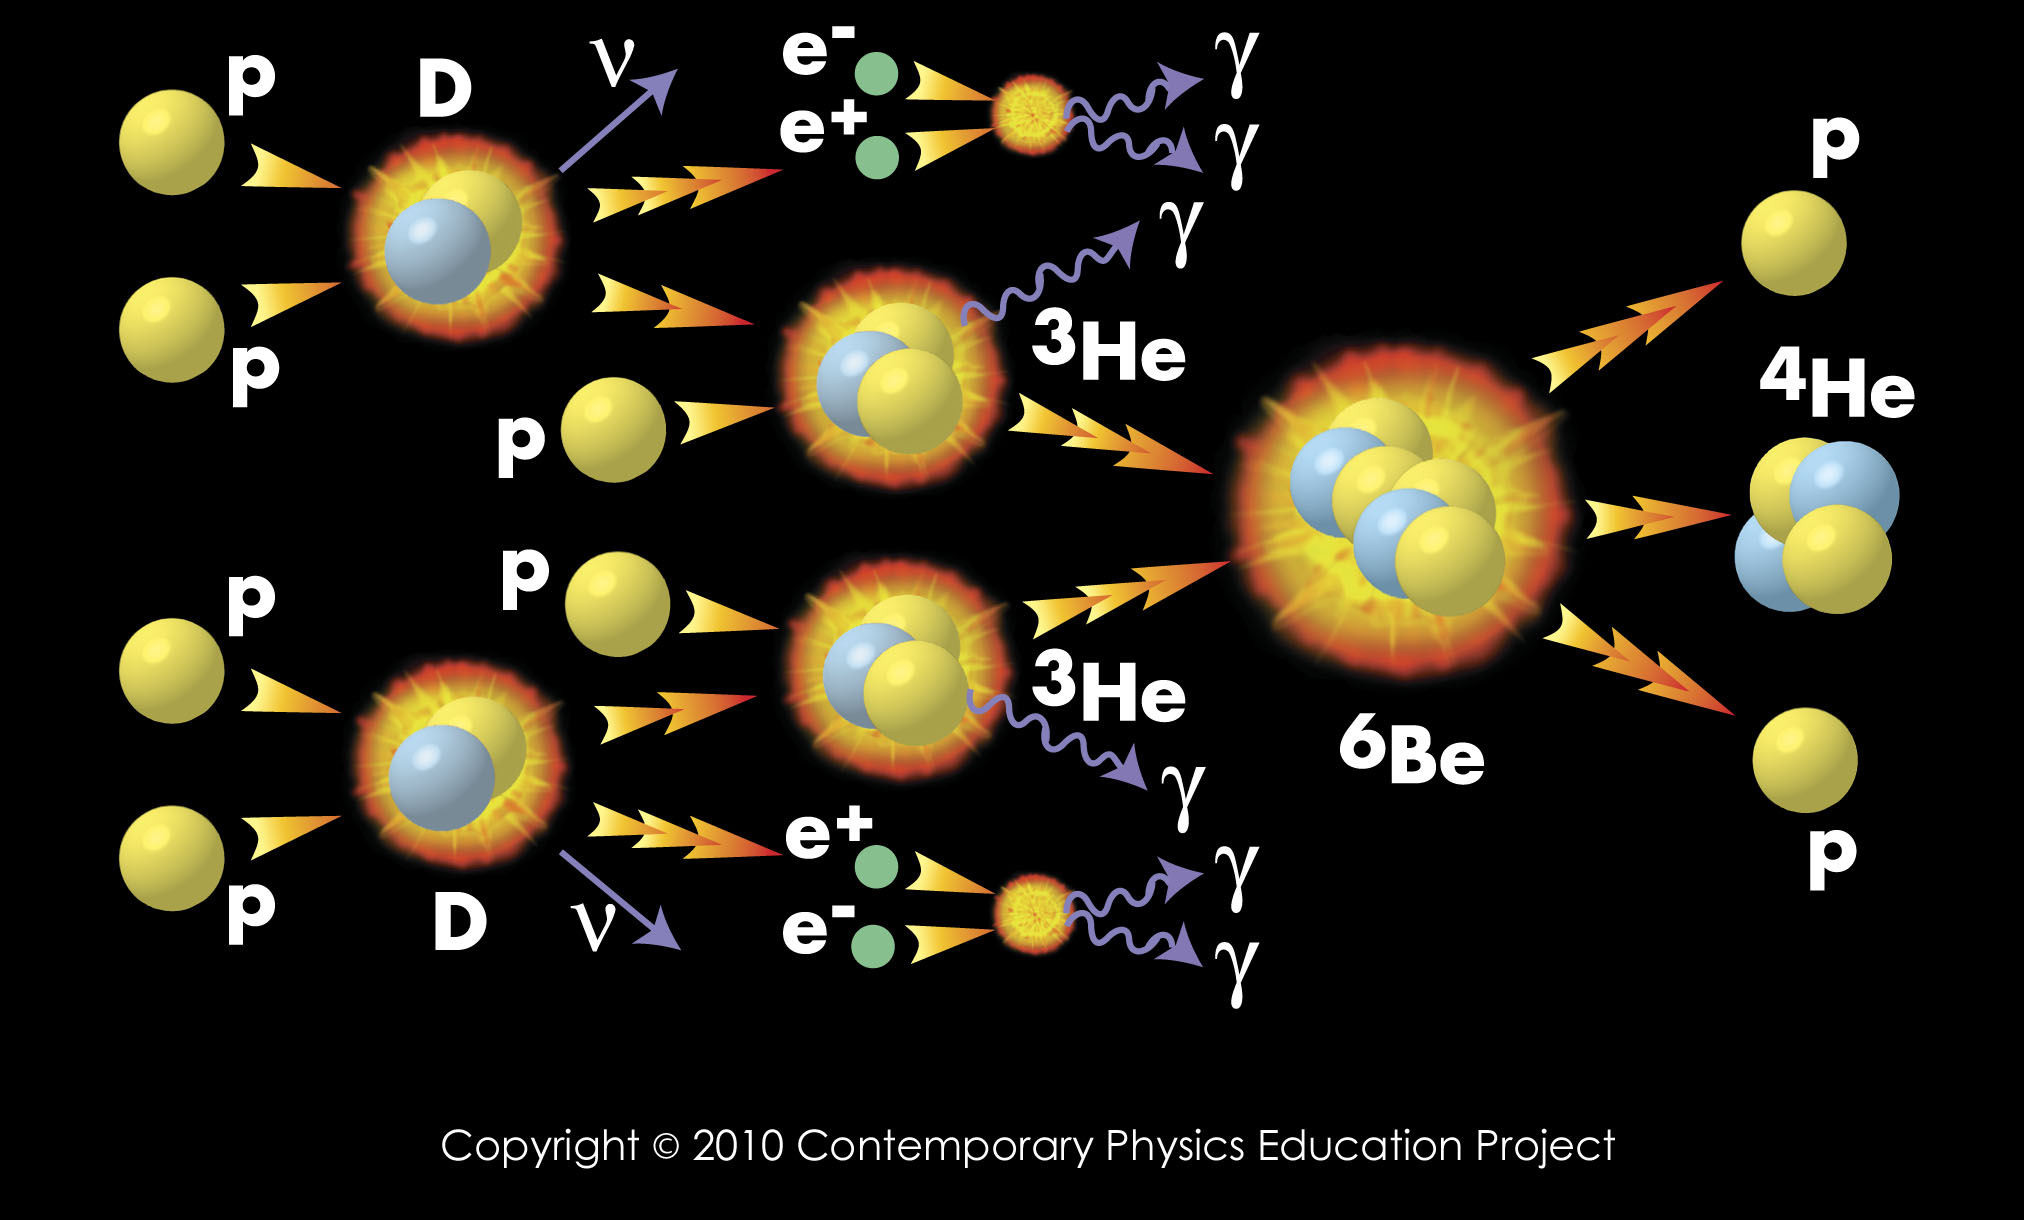 p
D
ν
e-
γ
e+
γ
p
γ
p
3He
4He
p
p
p
3He
6Be
γ
e+
p
γ
p
D
ν
e-
γ
Copyright © 2010 Contemporary Physics Education Project